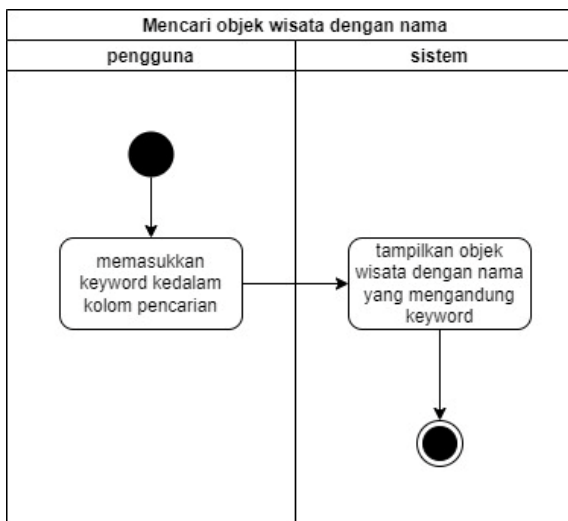 Mencari objek wisata dengan nama
pengguna
sistem
memasukkan
keyword kedalam
kolom pencarian
tampilkan objek
wisata dengan nama
yang mengandung
keyword